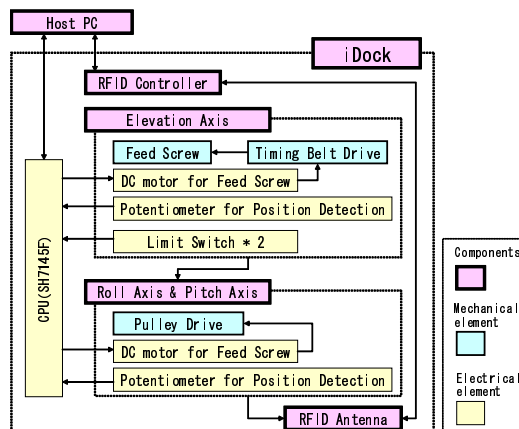 Host PC
iDock
RFID Controller
Elevation Axis
Feed Screw
Timing Belt Drive
DC motor for Feed Screw
Potentiometer for Position Detection
Limit Switch * 2
CPU(SH7145F)
Roll Axis & Pitch Axis
Pulley Drive
DC motor for Feed Screw
Potentiometer for Position Detection
RFID Antenna
Components
Mechanical
element
Electrical
element